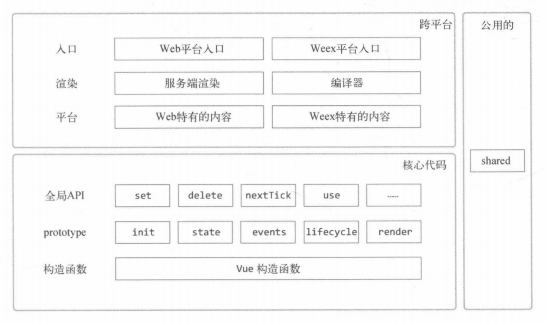 跨平台 公用的
入口 Web平台入口 Weex平台入口
渲染 服务端渲染 编译器
平台 Web特有的内容 Weex特有的内容
核心代码
shared
全局API set delete nextTick use ……
prototype init state events lifecycle render
构造函数 Vue 构造函数